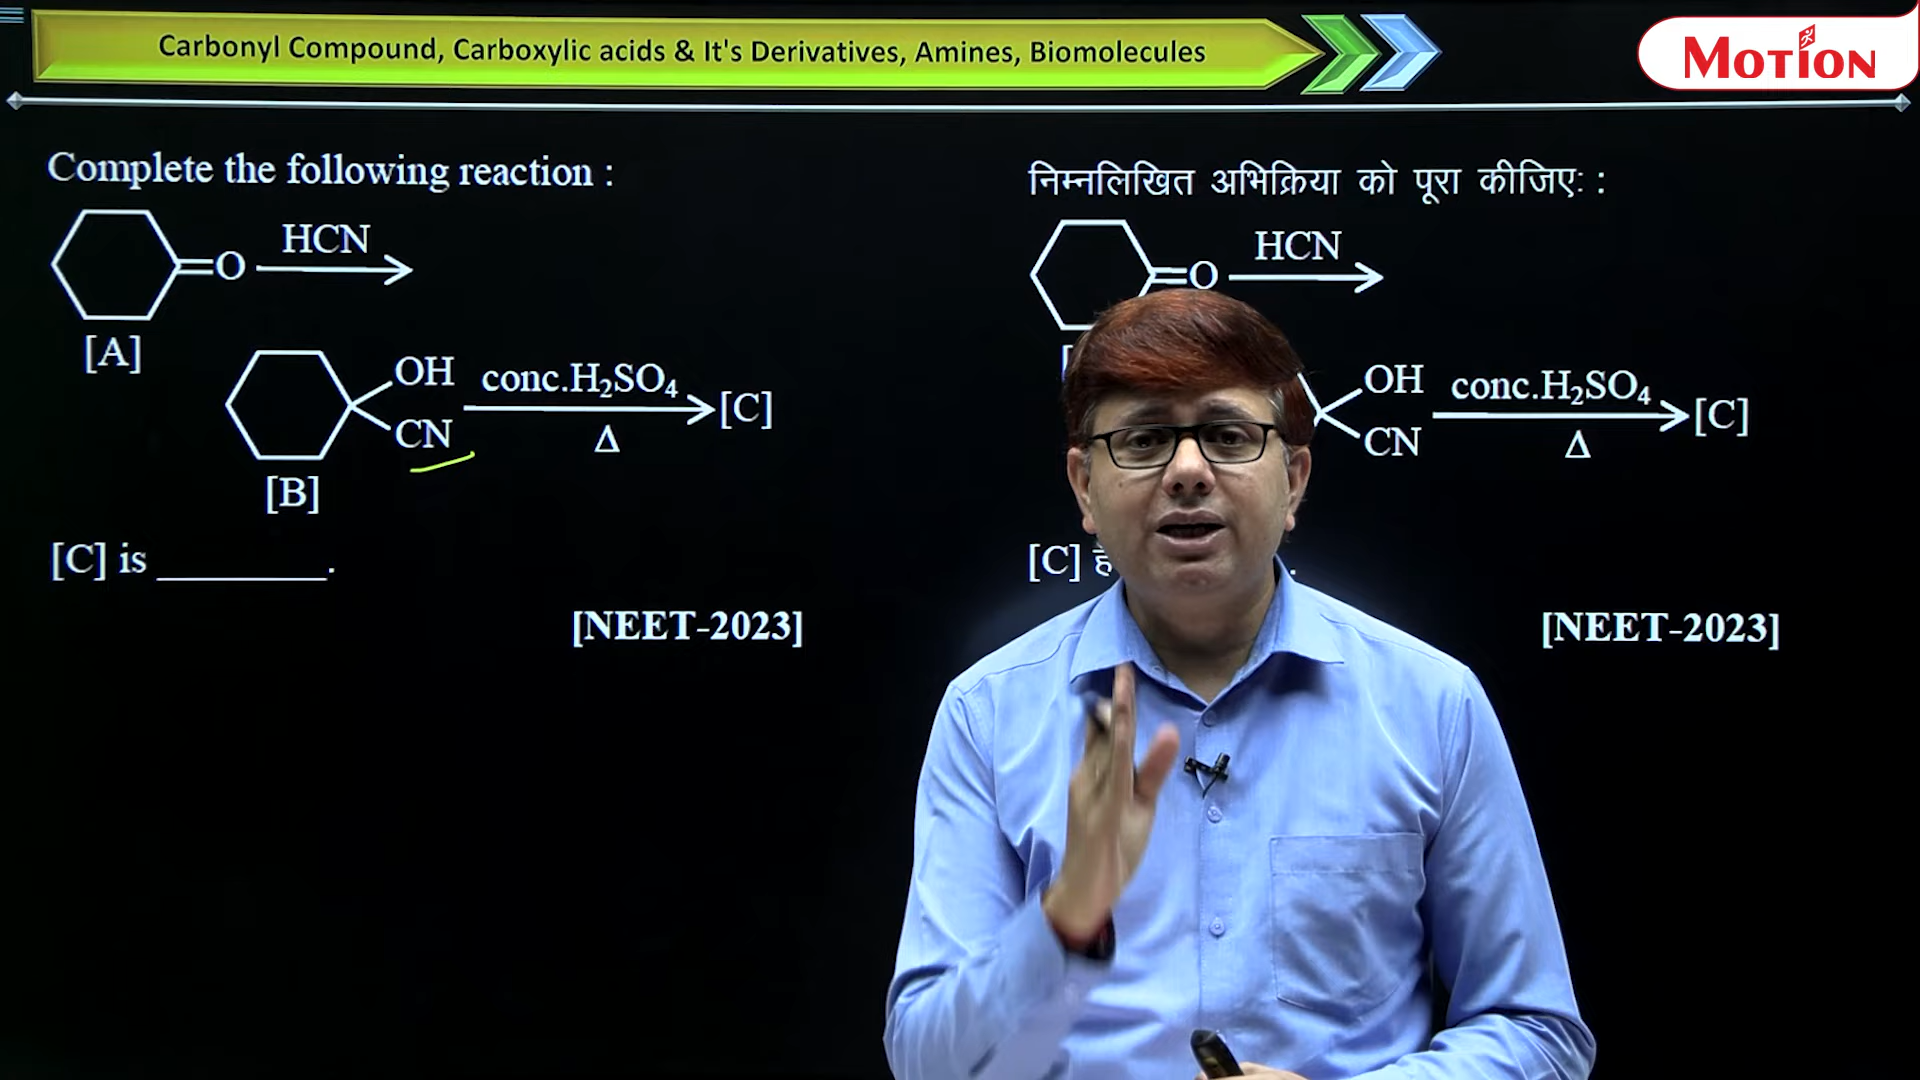 Carbonyl Compound, Carboxylic acids & It's Derivatives, Amines, Biomolecules
MOTION
Complete the following reaction :
HCN
=O
[A]
OH
CN
conc.H₂SO₄
Δ
[C]
[B]
[C] is ________.
[NEET-2023]
निम्नलिखित अभिक्रिया को पूरा कीजिएः :
HCN
=O
OH
CN
conc.H₂SO₄
Δ
[C]
[C]
.
[NEET-2023]